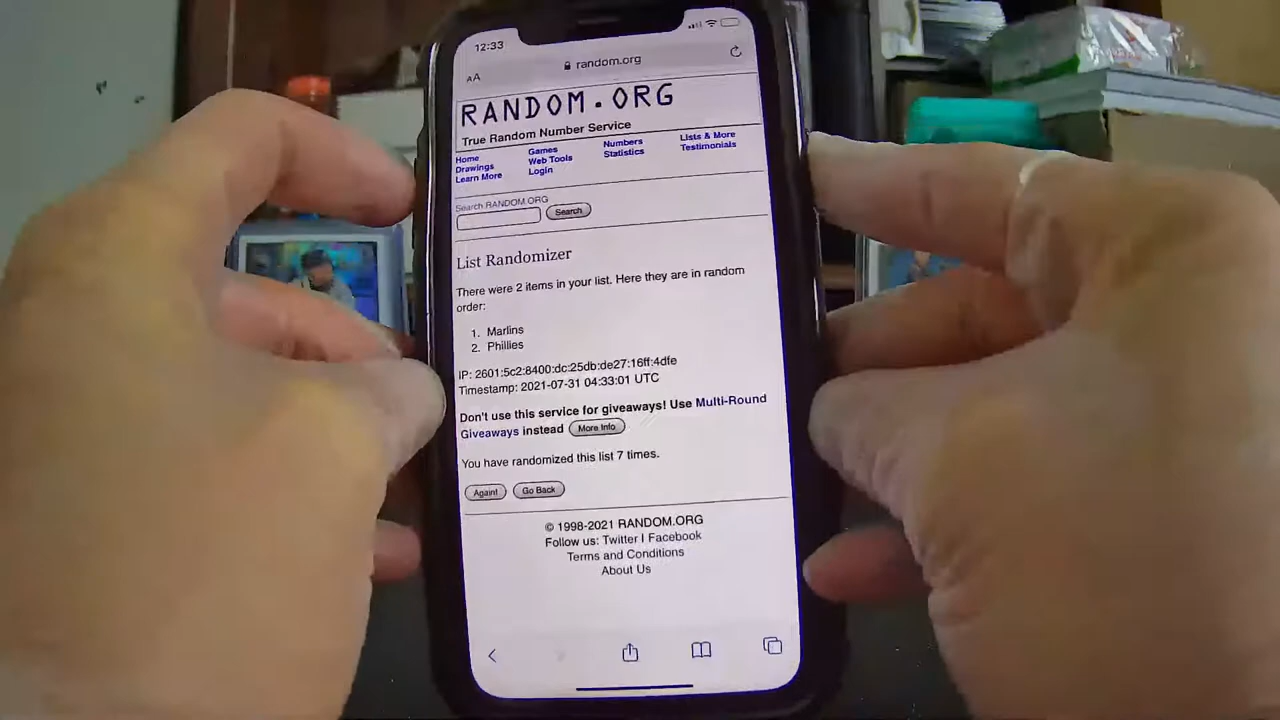 12:33
AA
random.org
RANDOM.ORG
True Random Number Service
Home Games Numbers Lists & More
Drawings Web Tools Statistics Testimonials
Learn More Login
Search RANDOM.ORG
Search
List Randomizer
There were 2 items in your list. Here they are in random
order:
1. Marlins
2. Phillies
IP: 2601:5c2:8400:dc:25db:de27:16ff:4dfe
Timestamp: 2021-07-31 04:33:01 UTC
Don't use this service for giveaways! Use Multi-Round
Giveaways instead More Info
You have randomized this list 7 times.
Again! Go Back
© 1998-2021 RANDOM.ORG
Follow us: Twitter | Facebook
Terms and Conditions
About Us